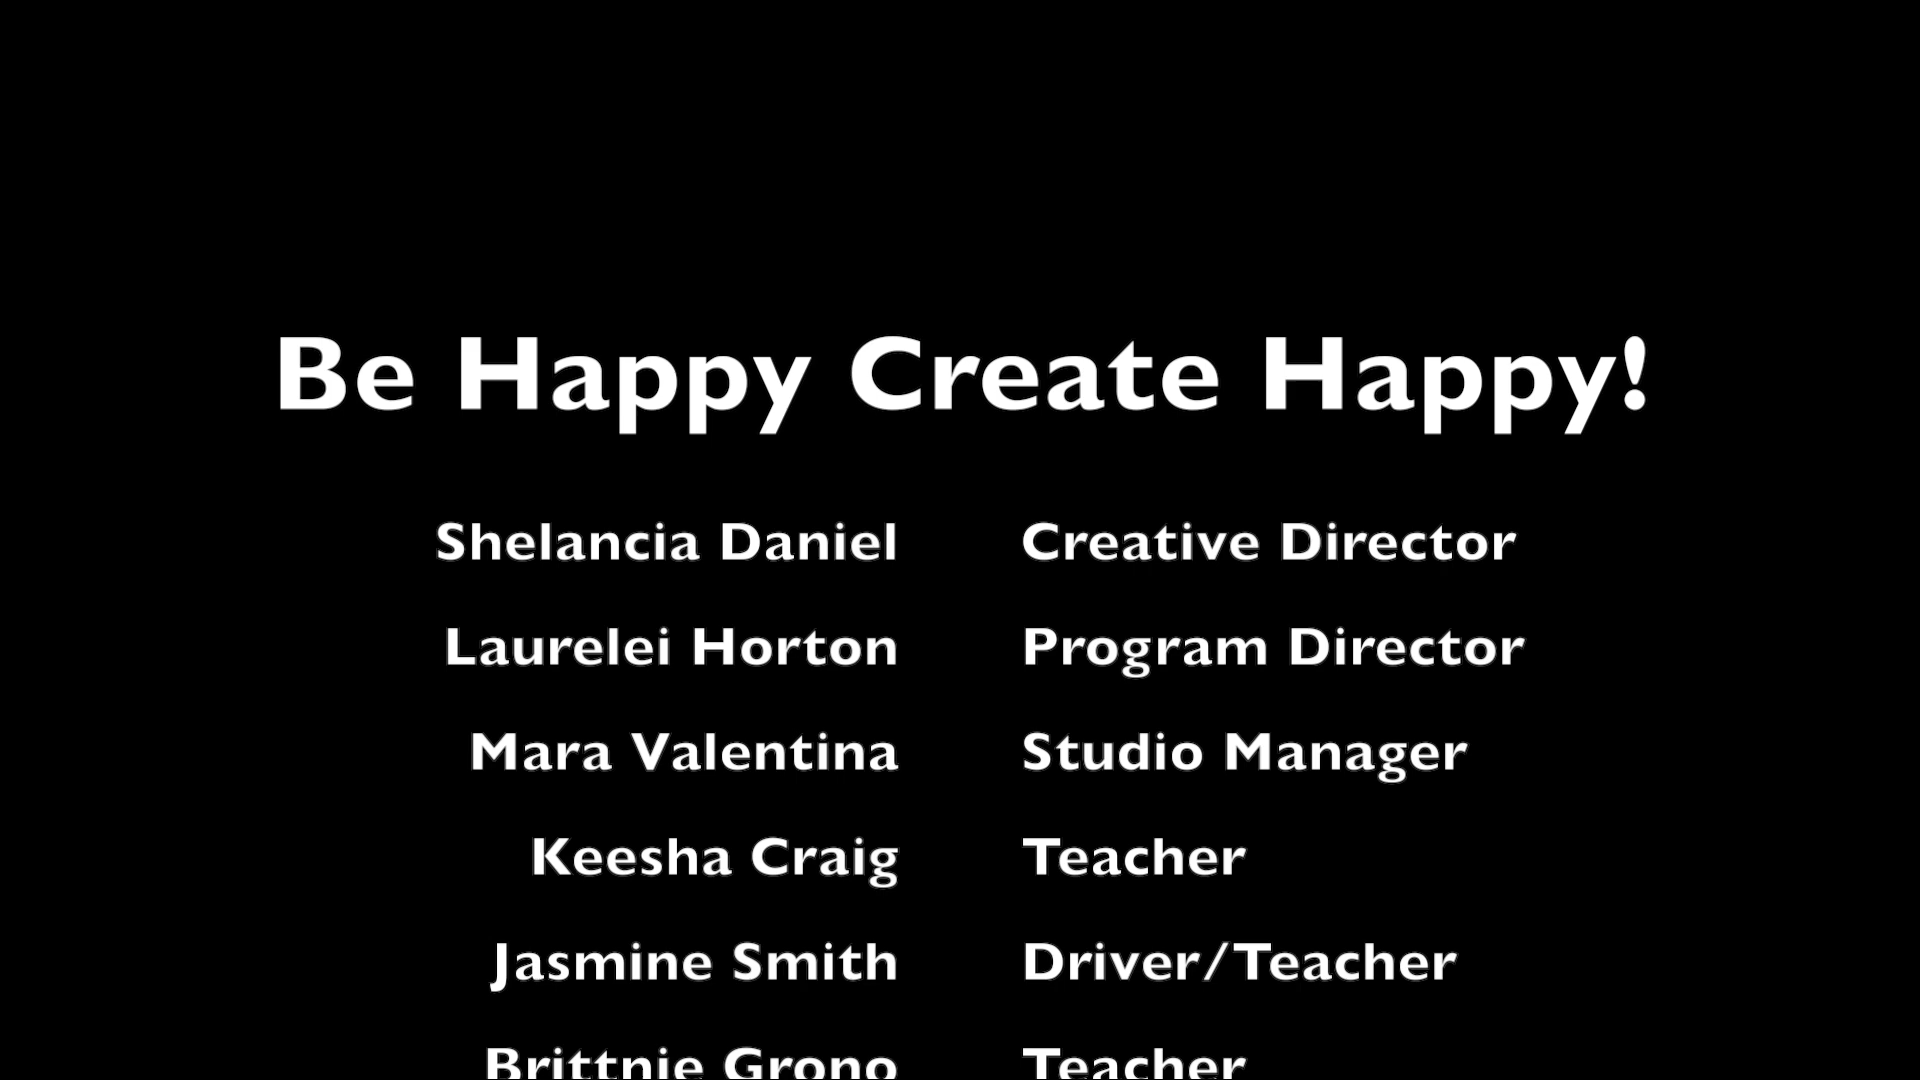 Be Happy Create Happy!
Shelancia Daniel Creative Director
Laurelei Horton Program Director
Mara Valentina Studio Manager
Keesha Craig Teacher
Jasmine Smith Driver/Teacher
Brittnie Grono Teacher